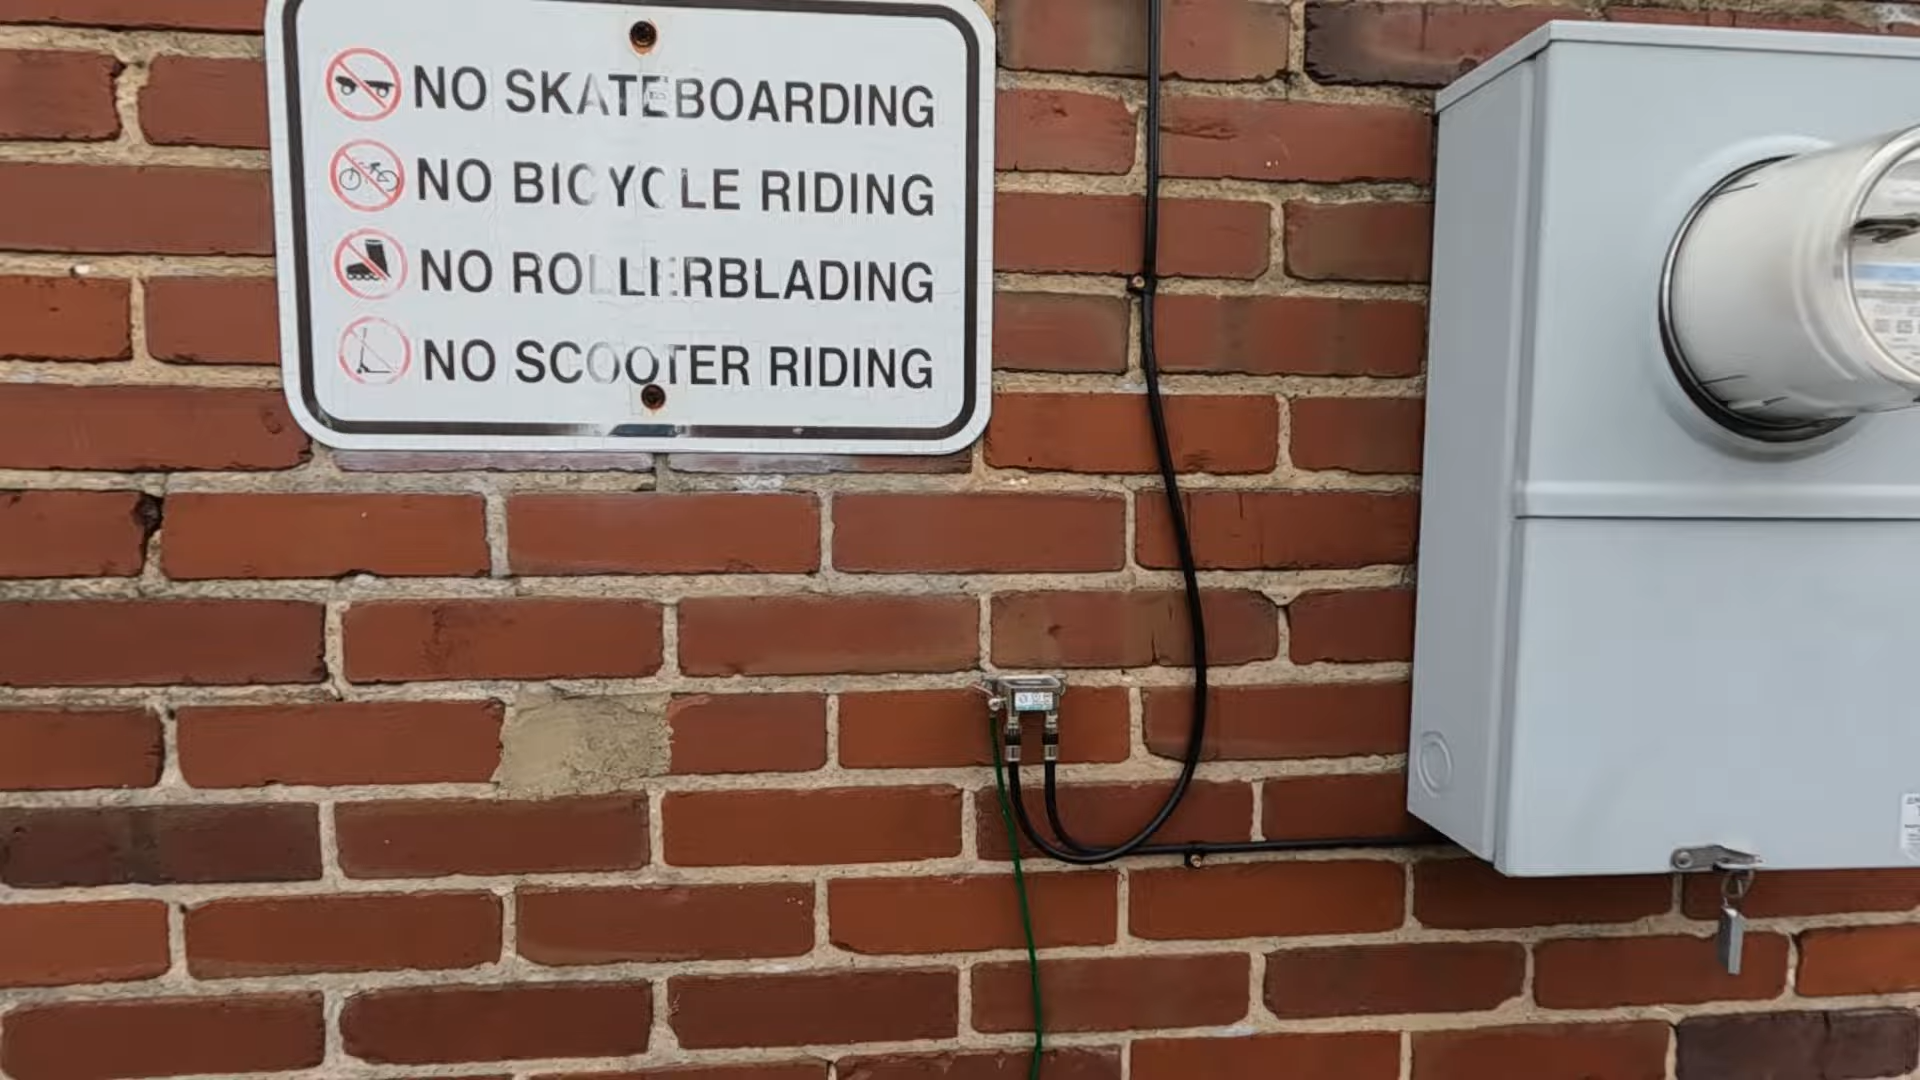 NO SKATEBOARDING
NO BICYCLE RIDING
NO ROLLERBLADING
NO SCOOTER RIDING